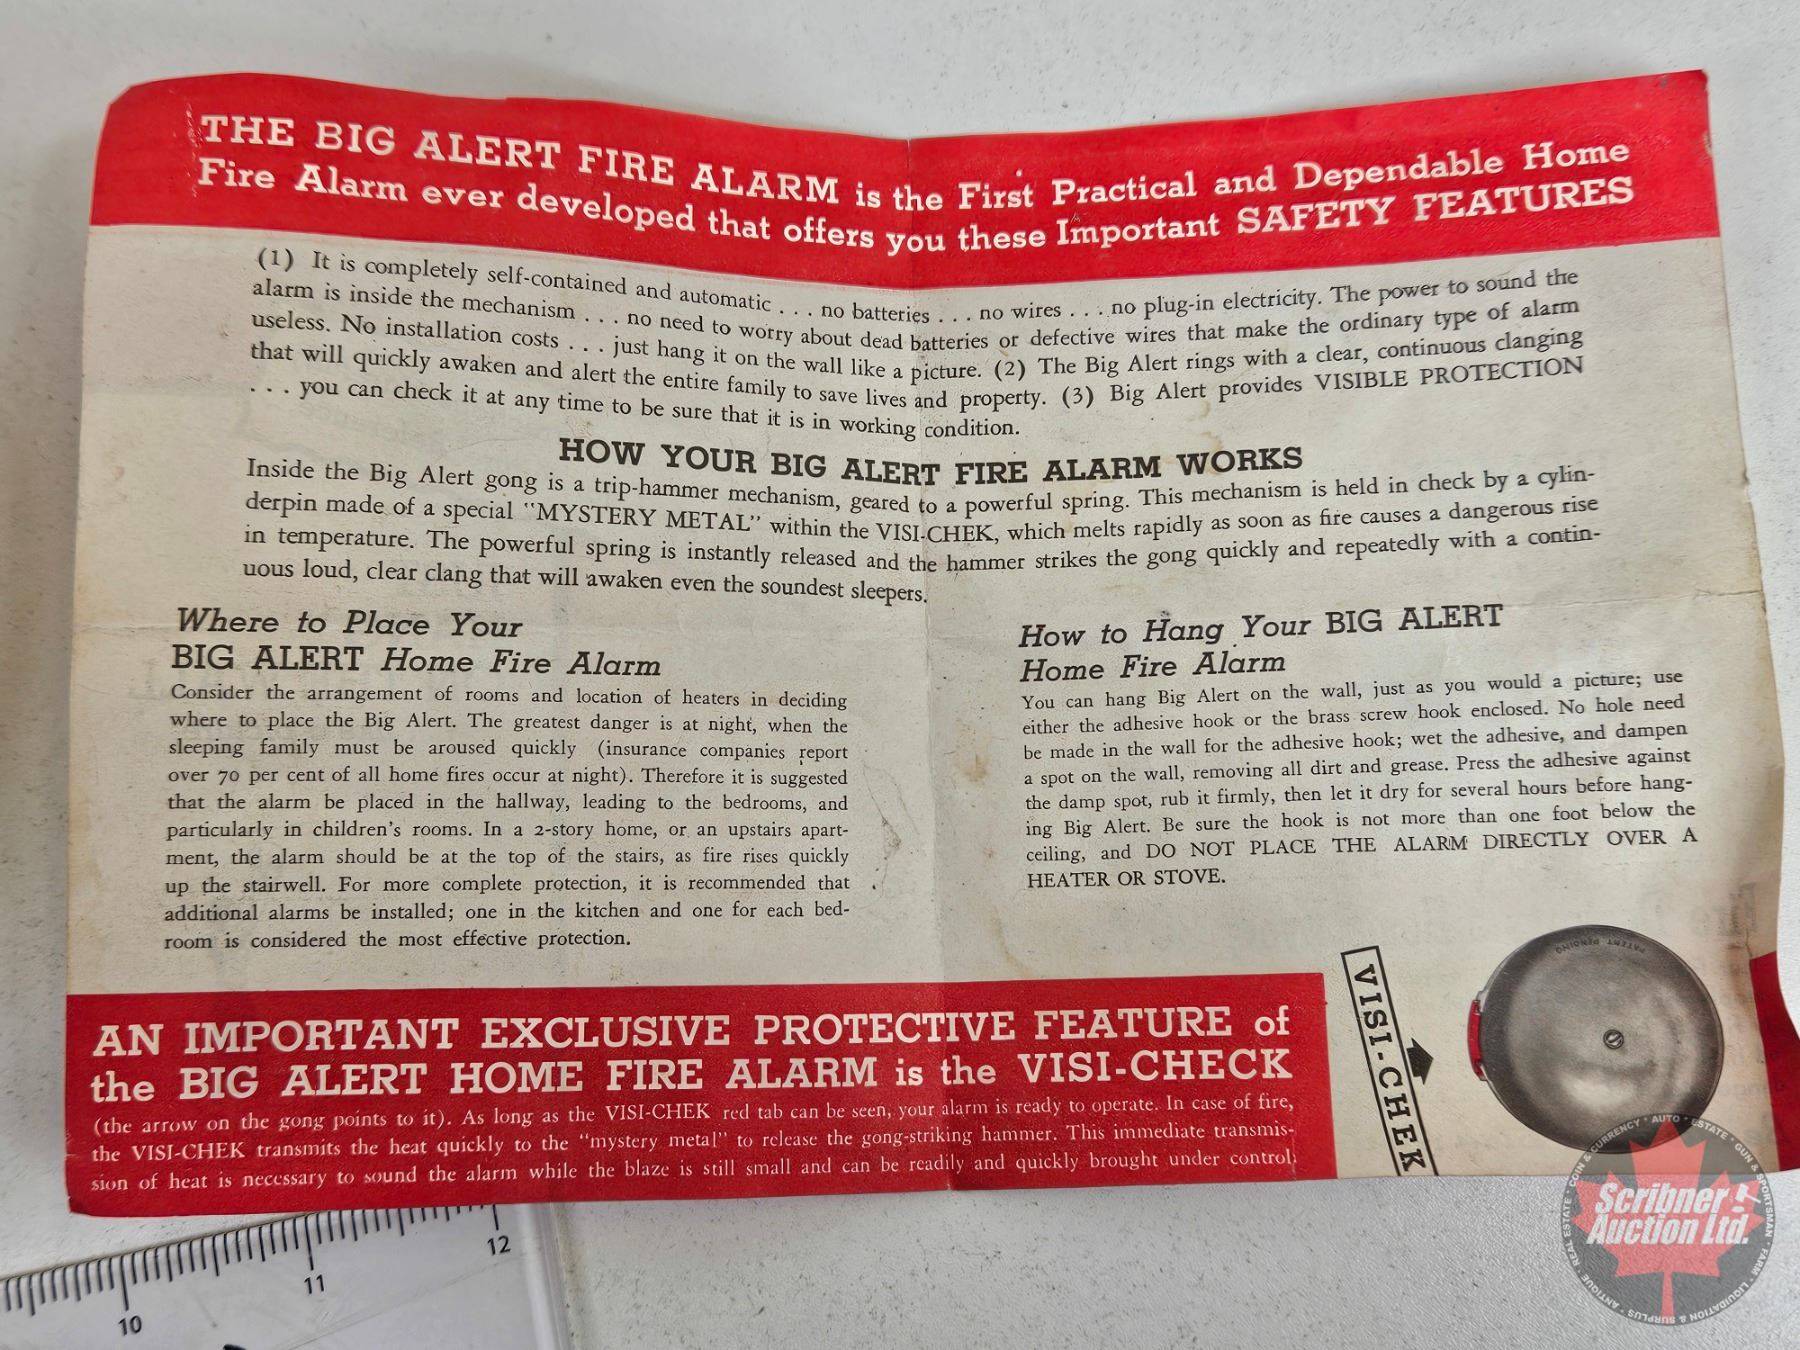 THE BIG ALERT FIRE ALARM is the First Practical and Dependable Home
Fire Alarm ever developed that offers you these Important SAFETY FEATURES
(1) It is completely self-contained and automatic . . . no batteries . . . no wires . . . no plug-in electricity. The power to sound the
alarm is inside the mechanism . . . no need to worry about dead batteries or defective wires that make the ordinary type of alarm
useless. No installation costs . . . just hang it on the wall like a picture. (2) The Big Alert rings with a clear, continuous clanging
that will quickly awaken and alert the entire family to save lives and property. (3) Big Alert provides VISIBLE PROTECTION
. . . you can check it at any time to be sure that it is in working condition.
HOW YOUR BIG ALERT FIRE ALARM WORKS
Inside the Big Alert gong is a trip-hammer mechanism, geared to a powerful spring. This mechanism is held in check by a cylin-
derpin made of a special "MYSTERY METAL" within the VISI-CHEK, which melts rapidly as soon as fire causes a dangerous rise
in temperature. The powerful spring is instantly released and the hammer strikes the gong quickly and repeatedly with a contin-
uous loud, clear clang that will awaken even the soundest sleepers.
Where to Place Your
BIG ALERT Home Fire Alarm
Consider the arrangement of rooms and location of heaters in deciding
where to place the Big Alert. The greatest danger is at night, when the
sleeping family must be aroused quickly (insurance companies report
over 70 per cent of all home fires occur at night). Therefore it is suggested
that the alarm be placed in the hallway, leading to the bedrooms, and
particularly in children's rooms. In a 2-story home, or an upstairs apart-
ment, the alarm should be at the top of the stairs, as fire rises quickly
up the stairwell. For more complete protection, it is recommended that
additional alarms be installed; one in the kitchen and one for each bed-
room is considered the most effective protection.
How to Hang Your BIG ALERT
Home Fire Alarm
You can hang Big Alert on the wall, just as you would a picture; use
either the adhesive hook or the brass screw hook enclosed. No hole need
be made in the wall for the adhesive hook; wet the adhesive, and dampen
a spot on the wall, removing all dirt and grease. Press the adhesive against
the damp spot, rub it firmly, then let it dry for several hours before hang-
ing Big Alert. Be sure the hook is not more than one foot below the
ceiling, and DO NOT PLACE THE ALARM DIRECTLY OVER A
HEATER OR STOVE.
AN IMPORTANT EXCLUSIVE PROTECTIVE FEATURE of
the BIG ALERT HOME FIRE ALARM is the VISI-CHECK
(the arrow on the gong points to it). As long as the VISI-CHEK red tab can be seen, your alarm is ready to operate. In case of fire,
the VISI-CHEK transmits the heat quickly to the "mystery metal" to release the gong-striking hammer. This immediate transmis-
sion of heat is necessary to sound the alarm while the blaze is still small and can be readily and quickly brought under control.
VISI-CHEK
PATENT PENDING
10
11
12
Scribner
Auction Ltd.
COIN & CURRENCY · AUTO · ESTATE · GUN & SPORTSMAN · FARM · LIQUIDATION & SURPLUS · ANTIQUE · REAL ESTATE